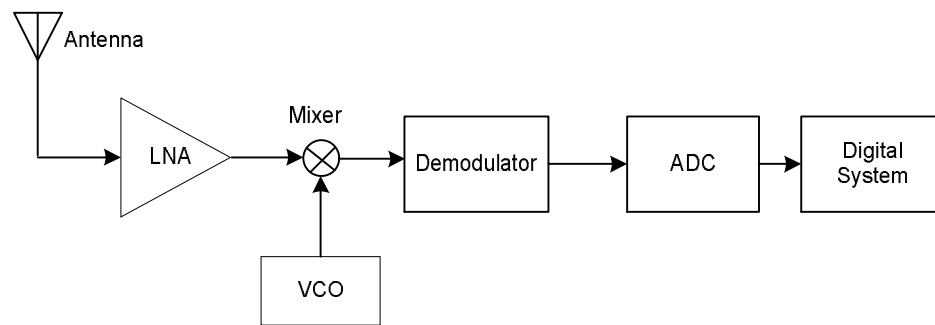 Antenna
LNA
Mixer
VCO
Demodulator
ADC
Digital
System